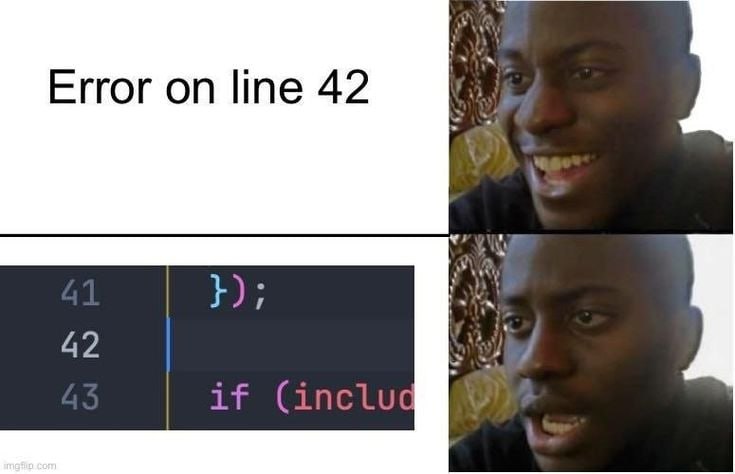 Error on line 42
41 });
42
43 if (includ
imgflip.com